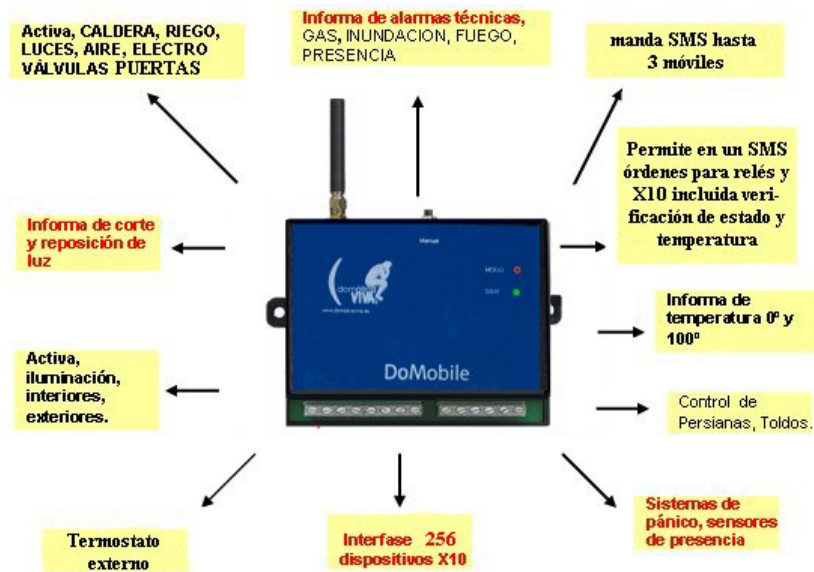 Activa, CALDERA, RIEGO,
LUCES, AIRE, ELECTRO
VÁLVULAS PUERTAS
Informa de alarmas técnicas,
GAS, INUNDACION, FUEGO,
PRESENCIA
manda SMS hasta
3 móviles
Permite en un SMS
órdenes para relés y
X10 incluida veri-
ficación de estado y
temperatura
Informa de corte
y reposición de
luz
Manual
domótica
VIVA
DoMobile
Informa de
temperatura 0º y
100º
Activa,
iluminación,
interiores,
exteriores.
Control de
Persianas, Toldos.
Termostato
externo
Interfase 256
dispositivos X10
Sistemas de
pánico, sensores
de presencia